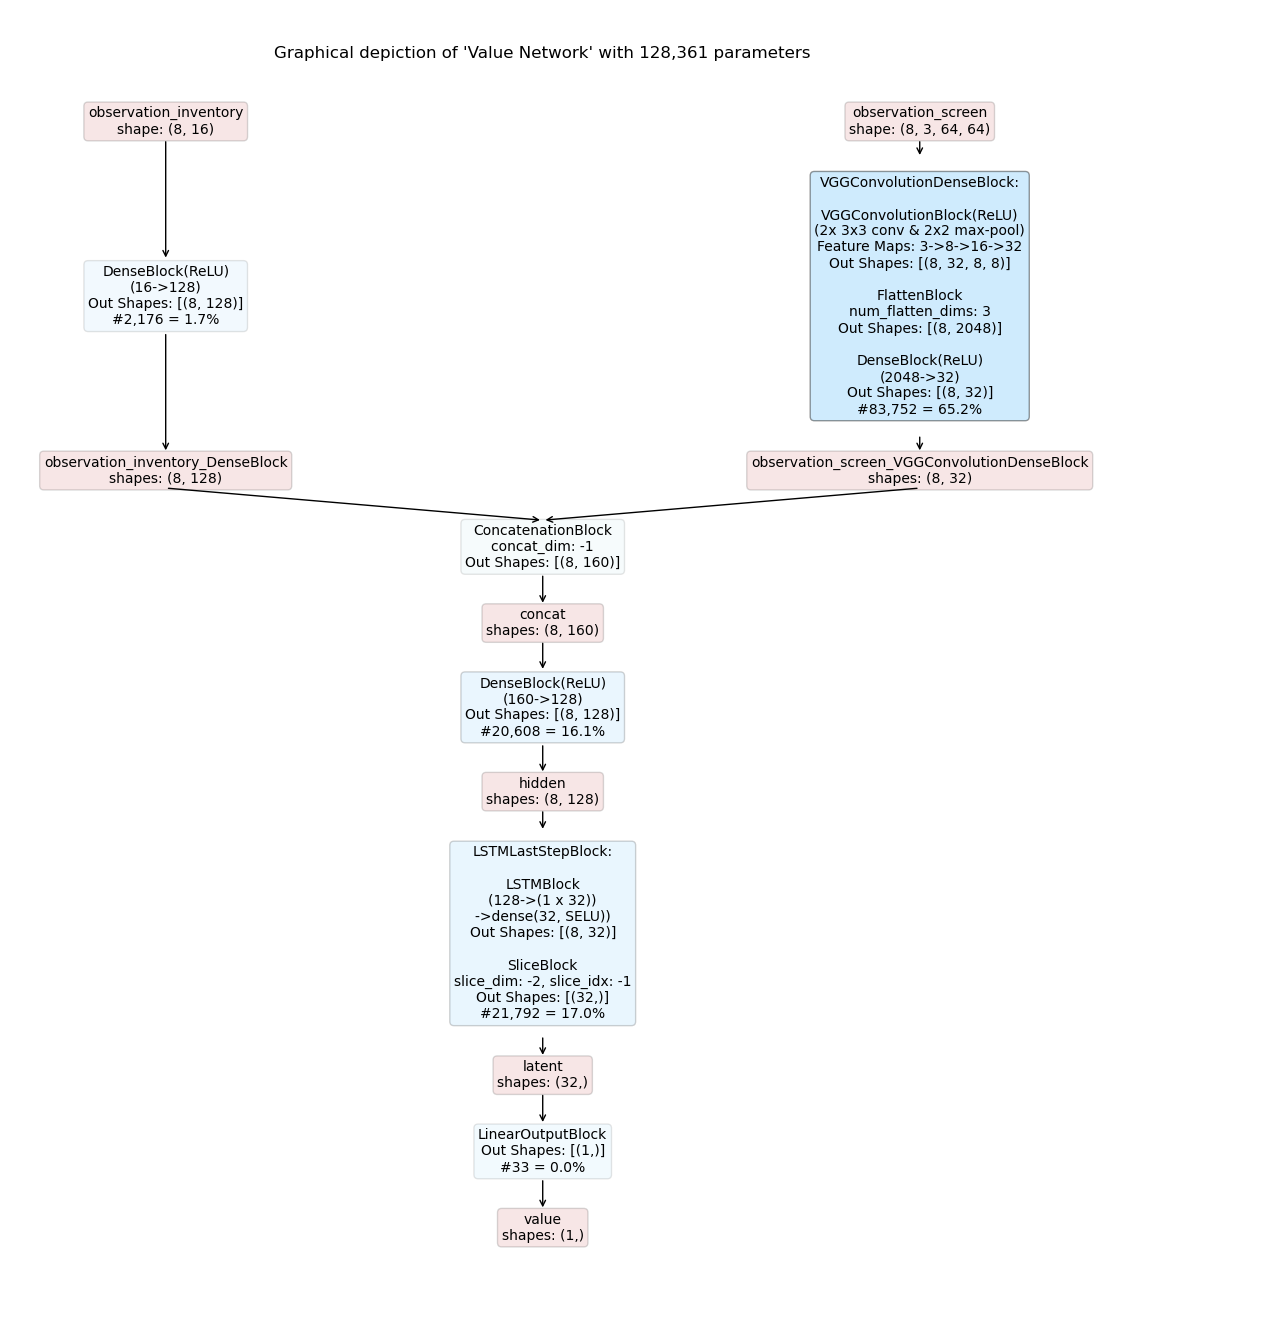 Graphical depiction of 'Value Network' with 128,361 parameters
observation_inventory
shape: (8, 16)
observation_screen
shape: (8, 3, 64, 64)
DenseBlock(ReLU)
(16->128)
Out Shapes: [(8, 128)]
#2,176 = 1.7%
VGGConvolutionDenseBlock:
VGGConvolutionBlock(ReLU)
(2x 3x3 conv & 2x2 max-pool)
Feature Maps: 3->8->16->32
Out Shapes: [(8, 32, 8, 8)]
FlattenBlock
num_flatten_dims: 3
Out Shapes: [(8, 2048)]
DenseBlock(ReLU)
(2048->32)
Out Shapes: [(8, 32)]
#83,752 = 65.2%
observation_inventory_DenseBlock
shapes: (8, 128)
observation_screen_VGGConvolutionDenseBlock
shapes: (8, 32)
ConcatenationBlock
concat_dim: -1
Out Shapes: [(8, 160)]
concat
shapes: (8, 160)
DenseBlock(ReLU)
(160->128)
Out Shapes: [(8, 128)]
#20,608 = 16.1%
hidden
shapes: (8, 128)
LSTMLastStepBlock:
LSTMBlock
(128->(1 x 32))
->dense(32, SELU))
Out Shapes: [(8, 32)]
SliceBlock
slice_dim: -2, slice_idx: -1
Out Shapes: [(32,)]
#21,792 = 17.0%
latent
shapes: (32,)
LinearOutputBlock
Out Shapes: [(1,)]
#33 = 0.0%
value
shapes: (1,)